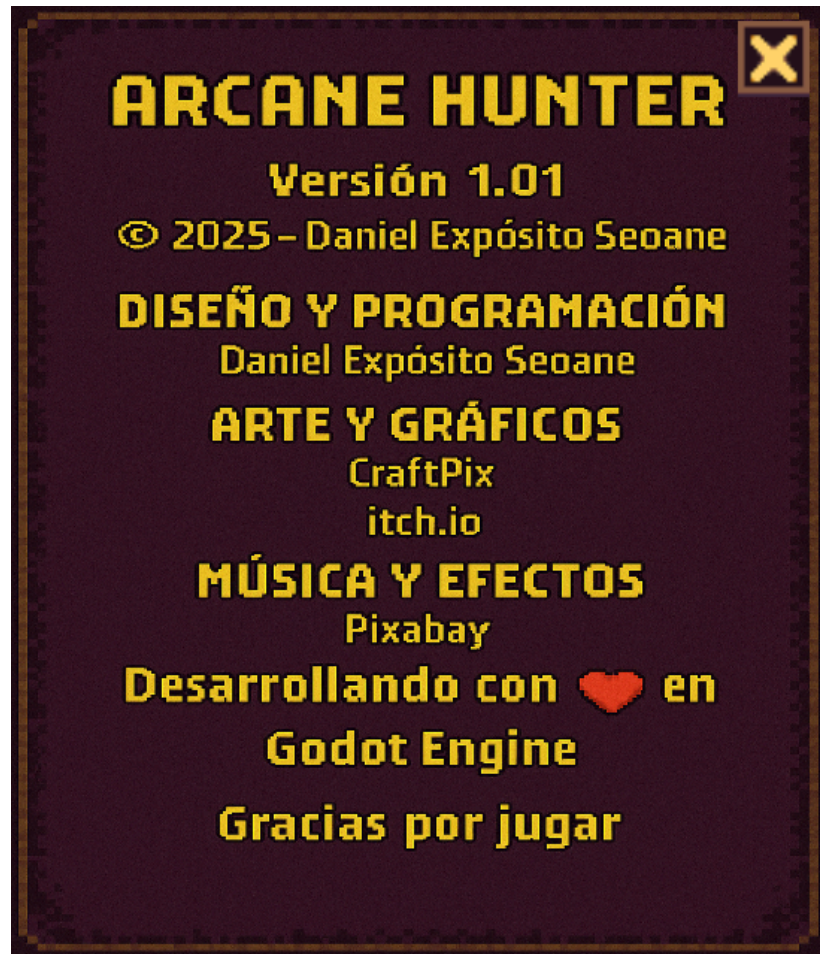 ARCANE HUNTER
Versión 1.01
© 2025 – Daniel Expósito Seoane
DISEÑO Y PROGRAMACIÓN
Daniel Expósito Seoane
ARTE Y GRÁFICOS
CraftPix
itch.io
MÚSICA Y EFECTOS
Pixabay
Desarrollando con ❤️ en
Godot Engine
Gracias por jugar